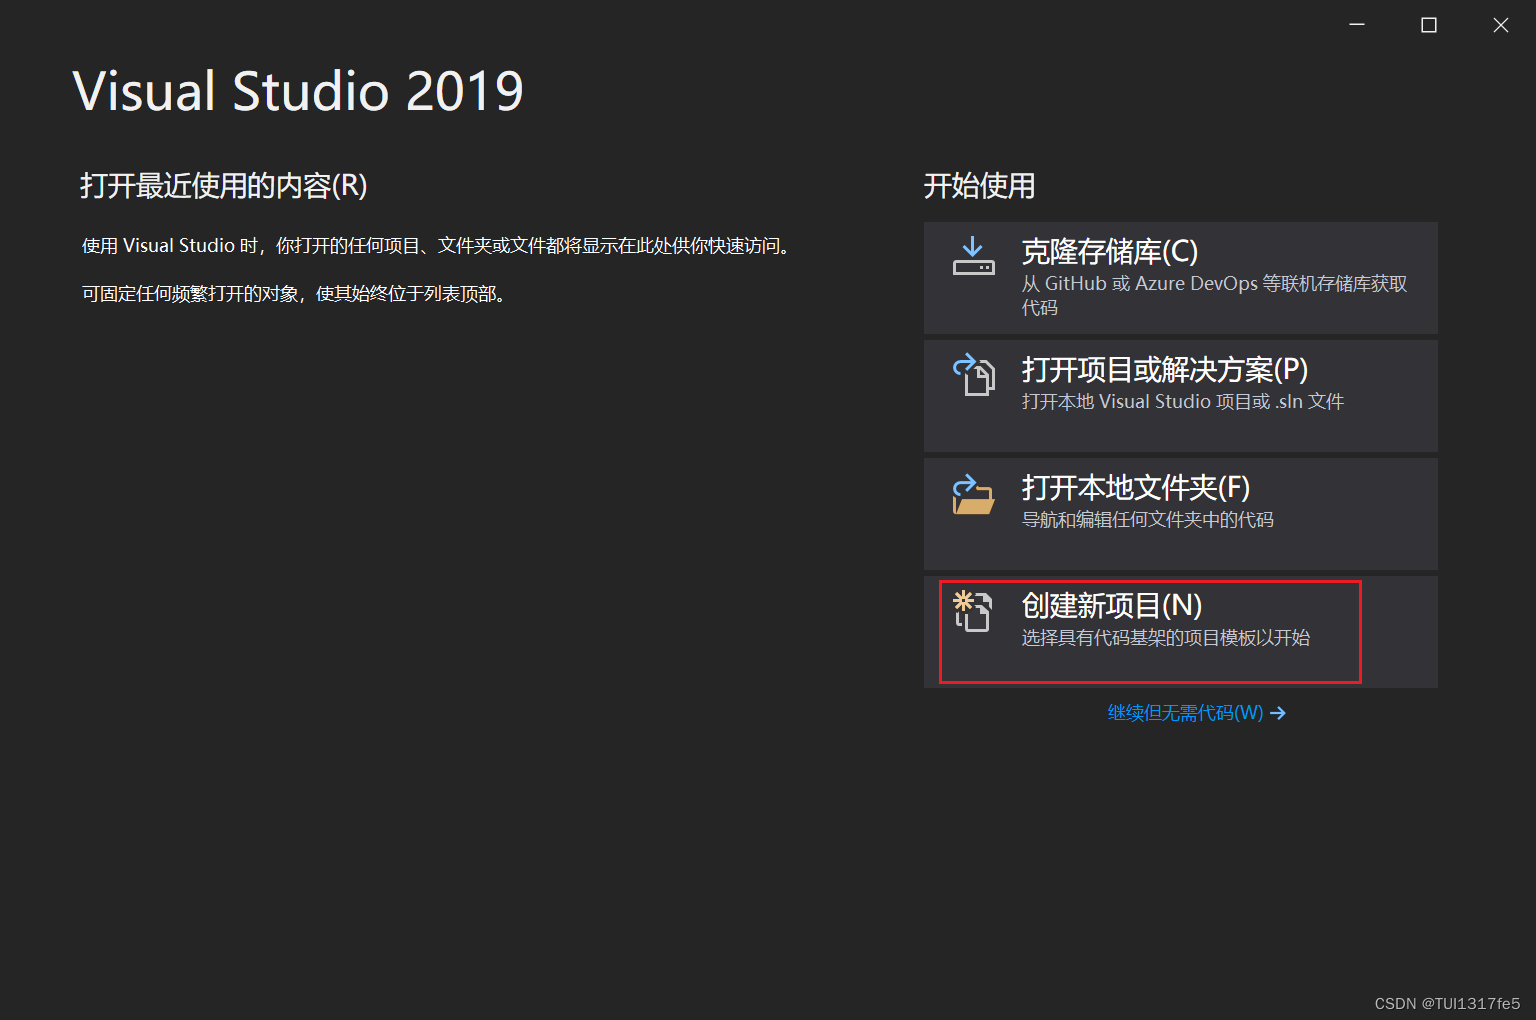 Visual Studio 2019
打开最近使用的内容(R)
使用 Visual Studio 时，你打开的任何项目、文件夹或文件都将显示在此处供你快速访问。
可固定任何频繁打开的对象，使其始终位于列表顶部。
开始使用
克隆存储库(C)
从 GitHub 或 Azure DevOps 等联机存储库获取
代码
打开项目或解决方案(P)
打开本地 Visual Studio 项目或 .sln 文件
打开本地文件夹(F)
导航和编辑任何文件夹中的代码
创建新项目(N)
选择具有代码基架的项目模板以开始
继续但无需代码(W) →
CSDN @TUI1317fe5